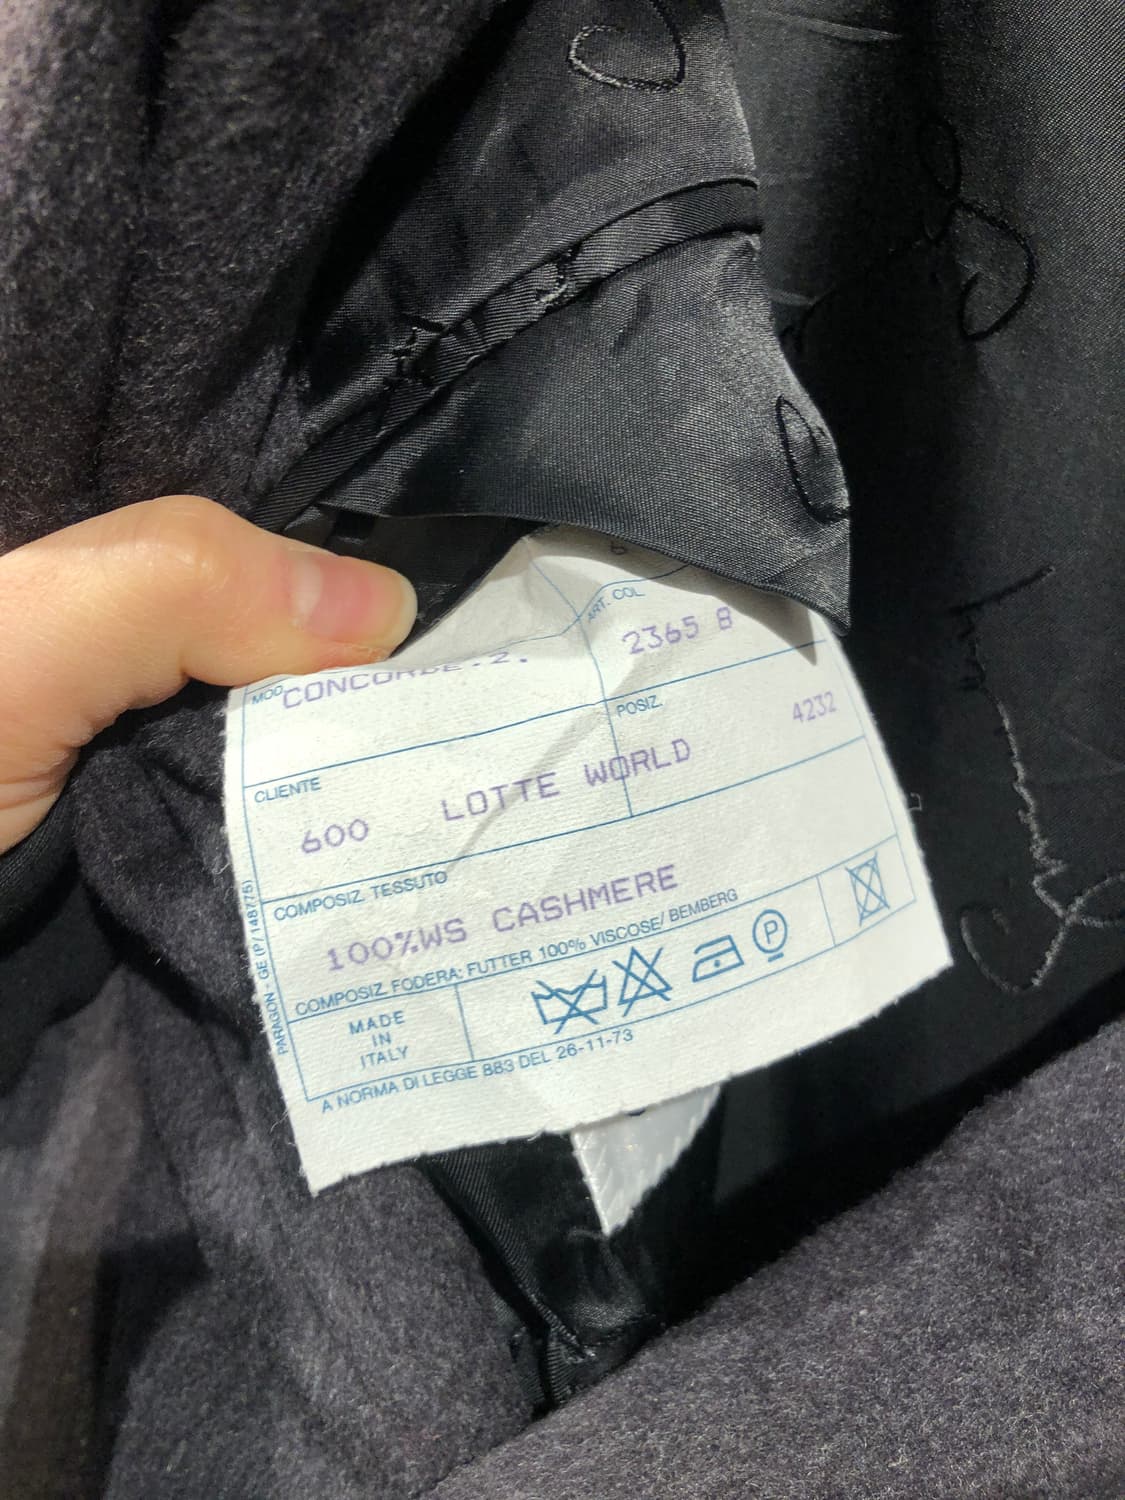 ART. COL.
2365 8
MOD.
CONCORDE.2.
POSIZ.
4232
CLIENTE
600 LOTTE WORLD
COMPOSIZ. TESSUTO
100%WS CASHMERE
COMPOSIZ. FODERA: FUTTER 100% VISCOSE/ BEMBERG
P
MADE
IN
ITALY
A NORMA DI LEGGE 883 DEL 26-11-73
PARAGON - GE (P/148775)